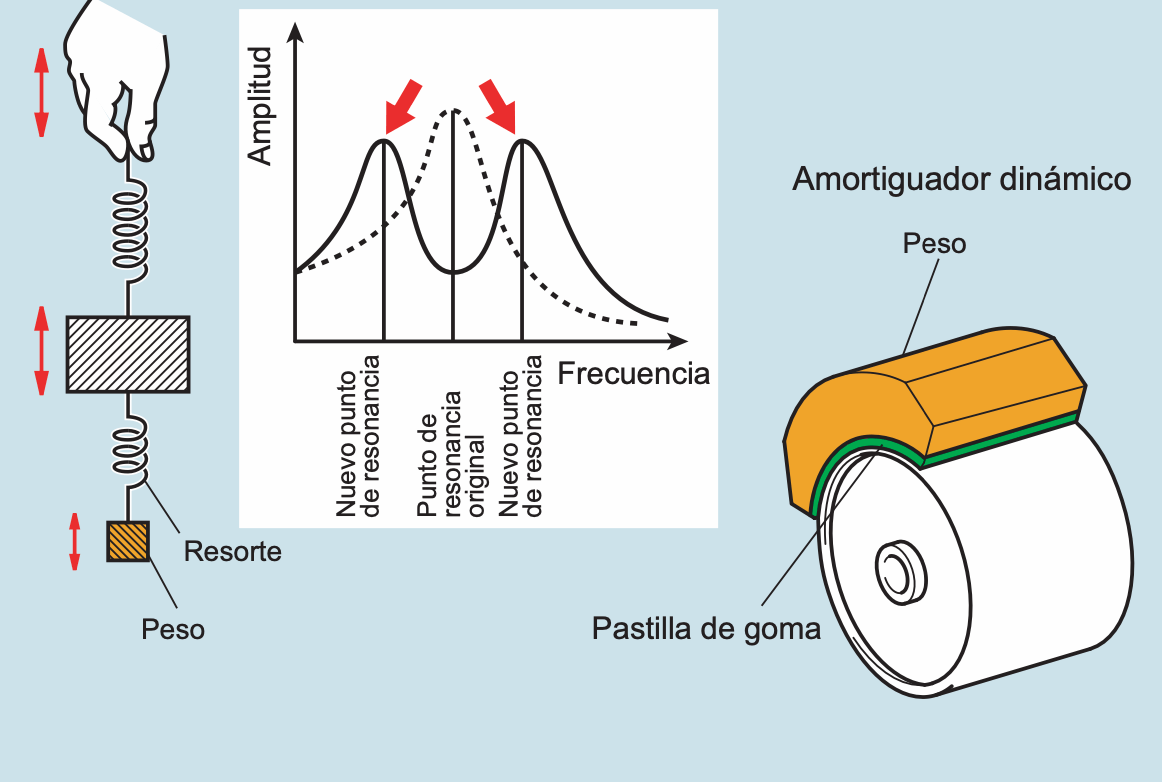 Amplitud
Frecuencia
Nuevo punto
de resonancia
Punto de
resonancia
original
Nuevo punto
de resonancia
Resorte
Peso
Amortiguador dinámico
Peso
Pastilla de goma